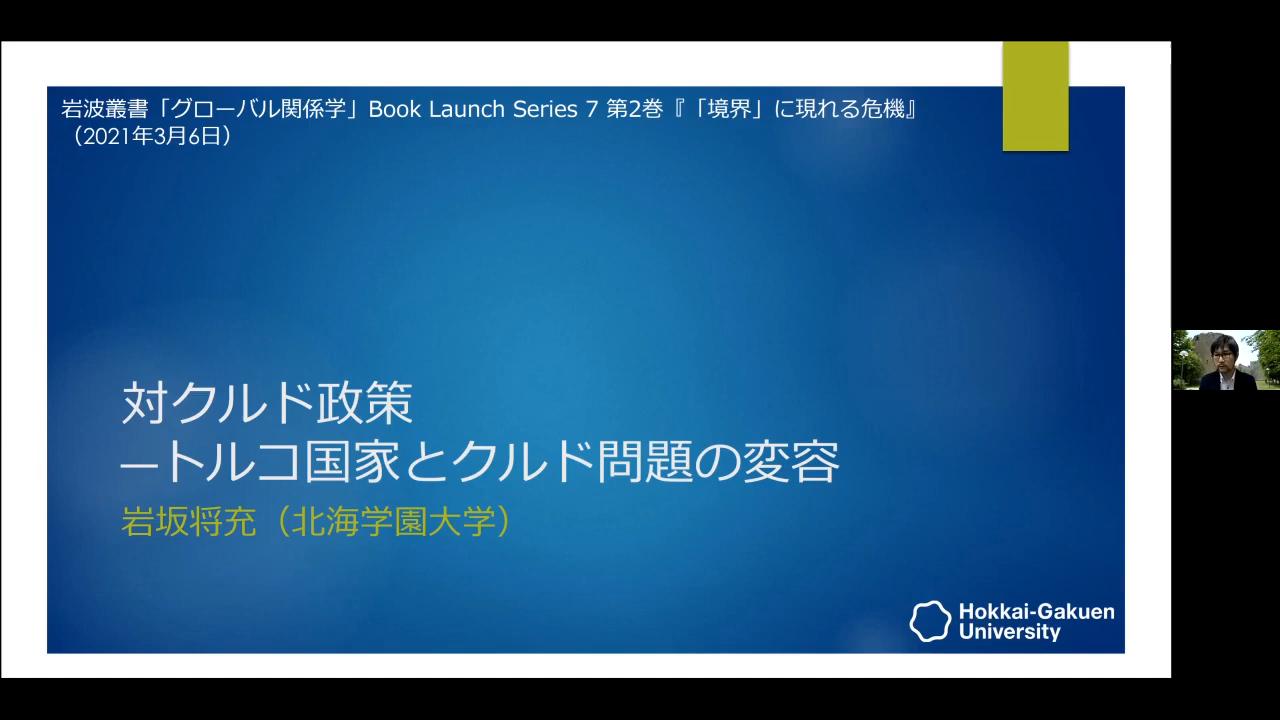 岩波叢書「グローバル関係学」Book Launch Series 7 第2巻『「境界」に現れる危機』
（2021年3月6日）
対クルド政策
―トルコ国家とクルド問題の変容
岩坂将充（北海学園大学）
Hokkai-Gakuen
University